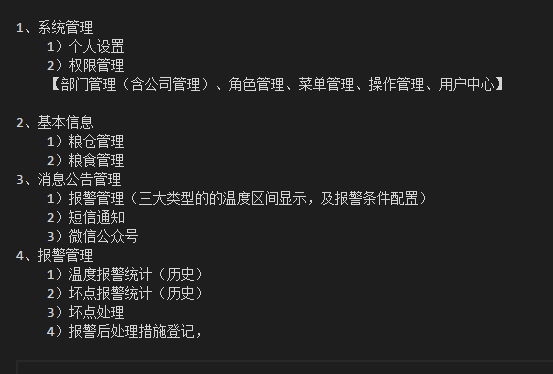 1、系统管理
1）个人设置
2）权限管理
【部门管理（含公司管理）、角色管理、菜单管理、操作管理、用户中心】
2、基本信息
1）粮仓管理
2）粮食管理
3、消息公告管理
1）报警管理（三大类型的的温度区间显示，及报警条件配置）
2）短信通知
3）微信公众号
4、报警管理
1）温度报警统计（历史）
2）坏点报警统计（历史）
3）坏点处理
4）报警后处理措施登记，